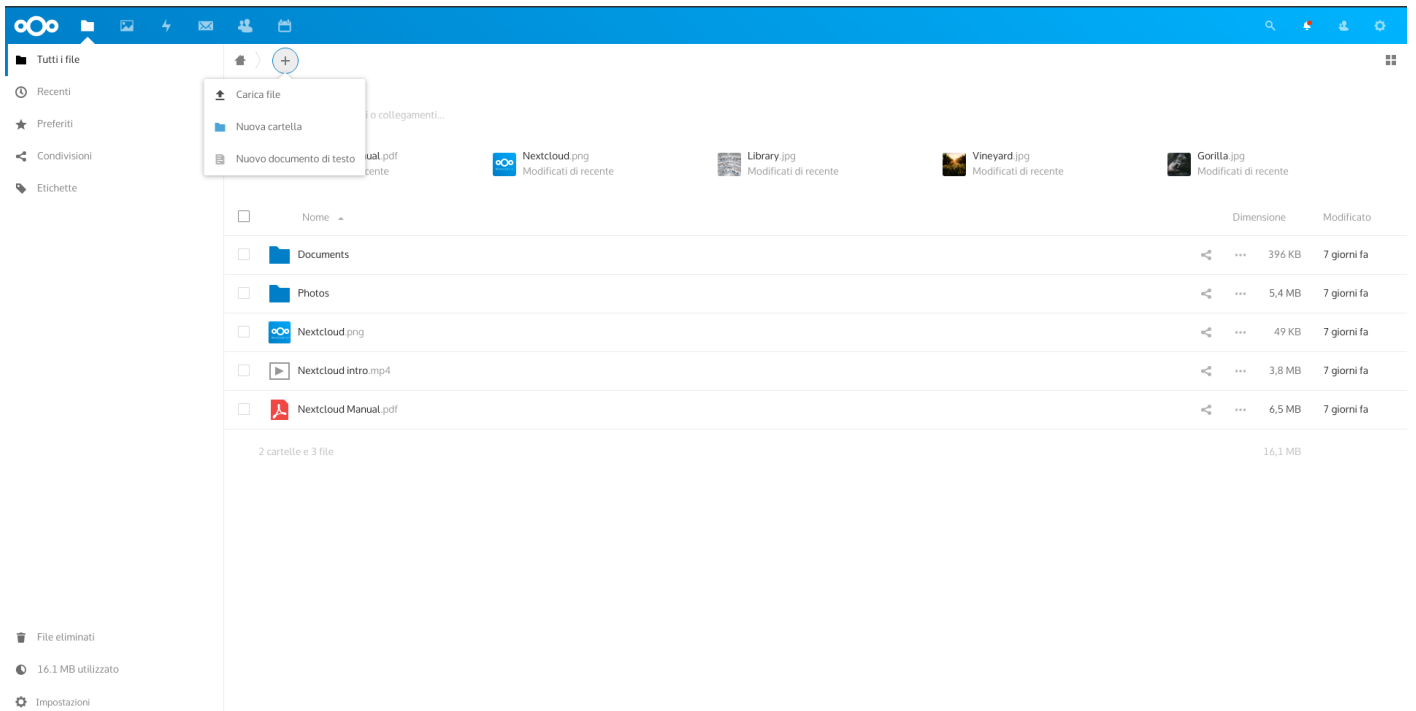 Tutti i file
Recenti
Preferiti
Condivisioni
Etichette
Carica file
Nuova cartella
Nuovo documento di testo
i o collegamenti...
ual.pdf
cente
Nextcloud.png
Modificati di recente
Library.jpg
Modificati di recente
Vineyard.jpg
Modificati di recente
Gorilla.jpg
Modificati di recente
Nome Dimensione Modificato
Documents 396 KB 7 giorni fa
Photos 5,4 MB 7 giorni fa
Nextcloud.png 49 KB 7 giorni fa
Nextcloud intro.mp4 3,8 MB 7 giorni fa
Nextcloud Manual.pdf 6,5 MB 7 giorni fa
2 cartelle e 3 file 16,1 MB
File eliminati
16.1 MB utilizzato
Impostazioni